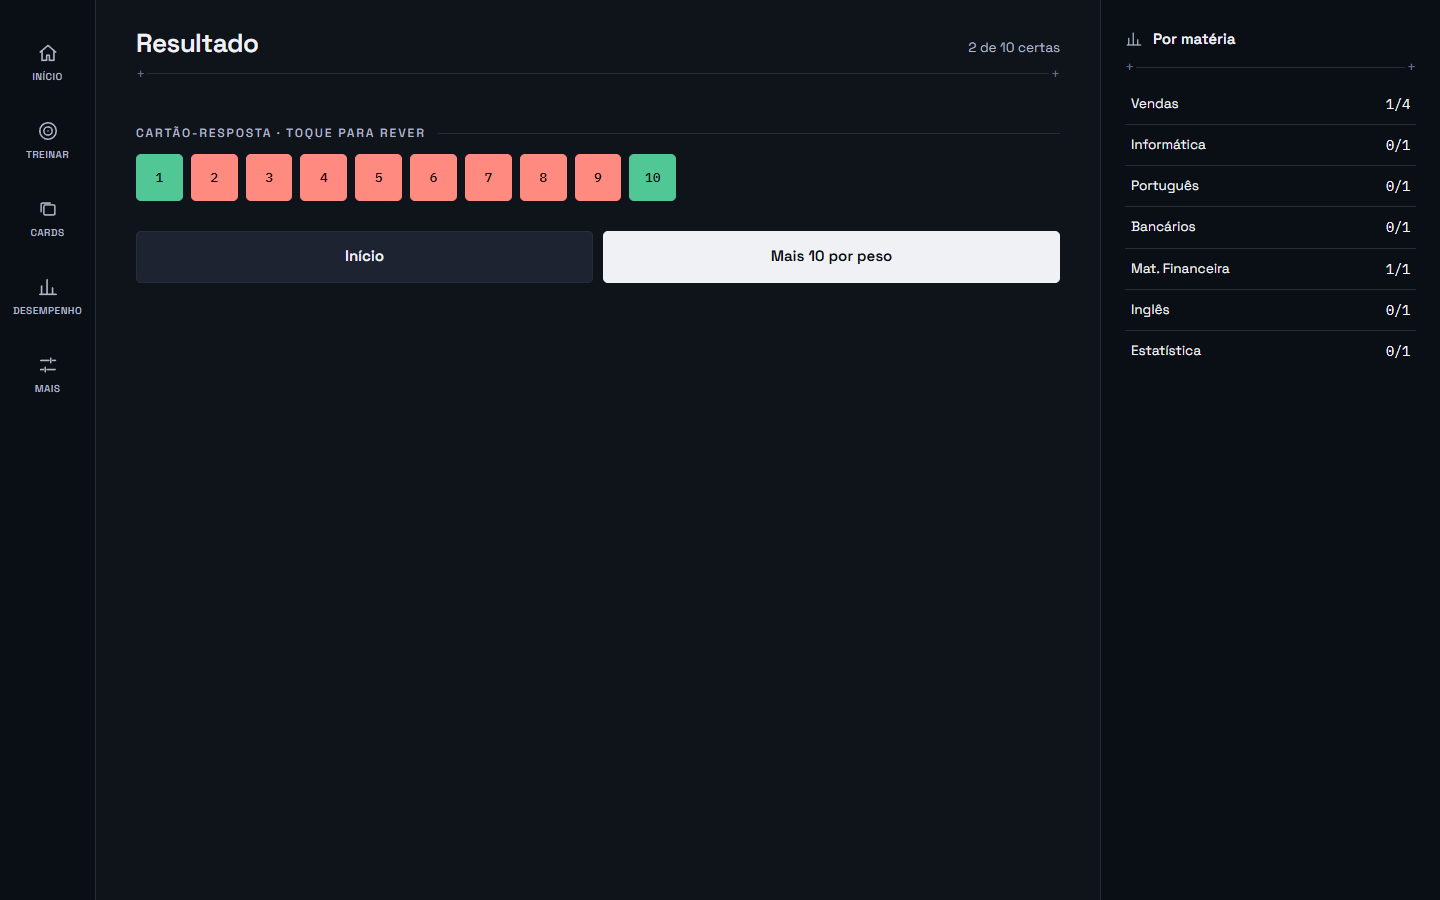 INÍCIO
TREINAR
CARDS
DESEMPENHO
MAIS
Resultado
2 de 10 certas
CARTÃO-RESPOSTA · TOQUE PARA REVER
1 2 3 4 5 6 7 8 9 10
Início
Mais 10 por peso
Por matéria
Vendas 1/4
Informática 0/1
Português 0/1
Bancários 0/1
Mat. Financeira 1/1
Inglês 0/1
Estatística 0/1